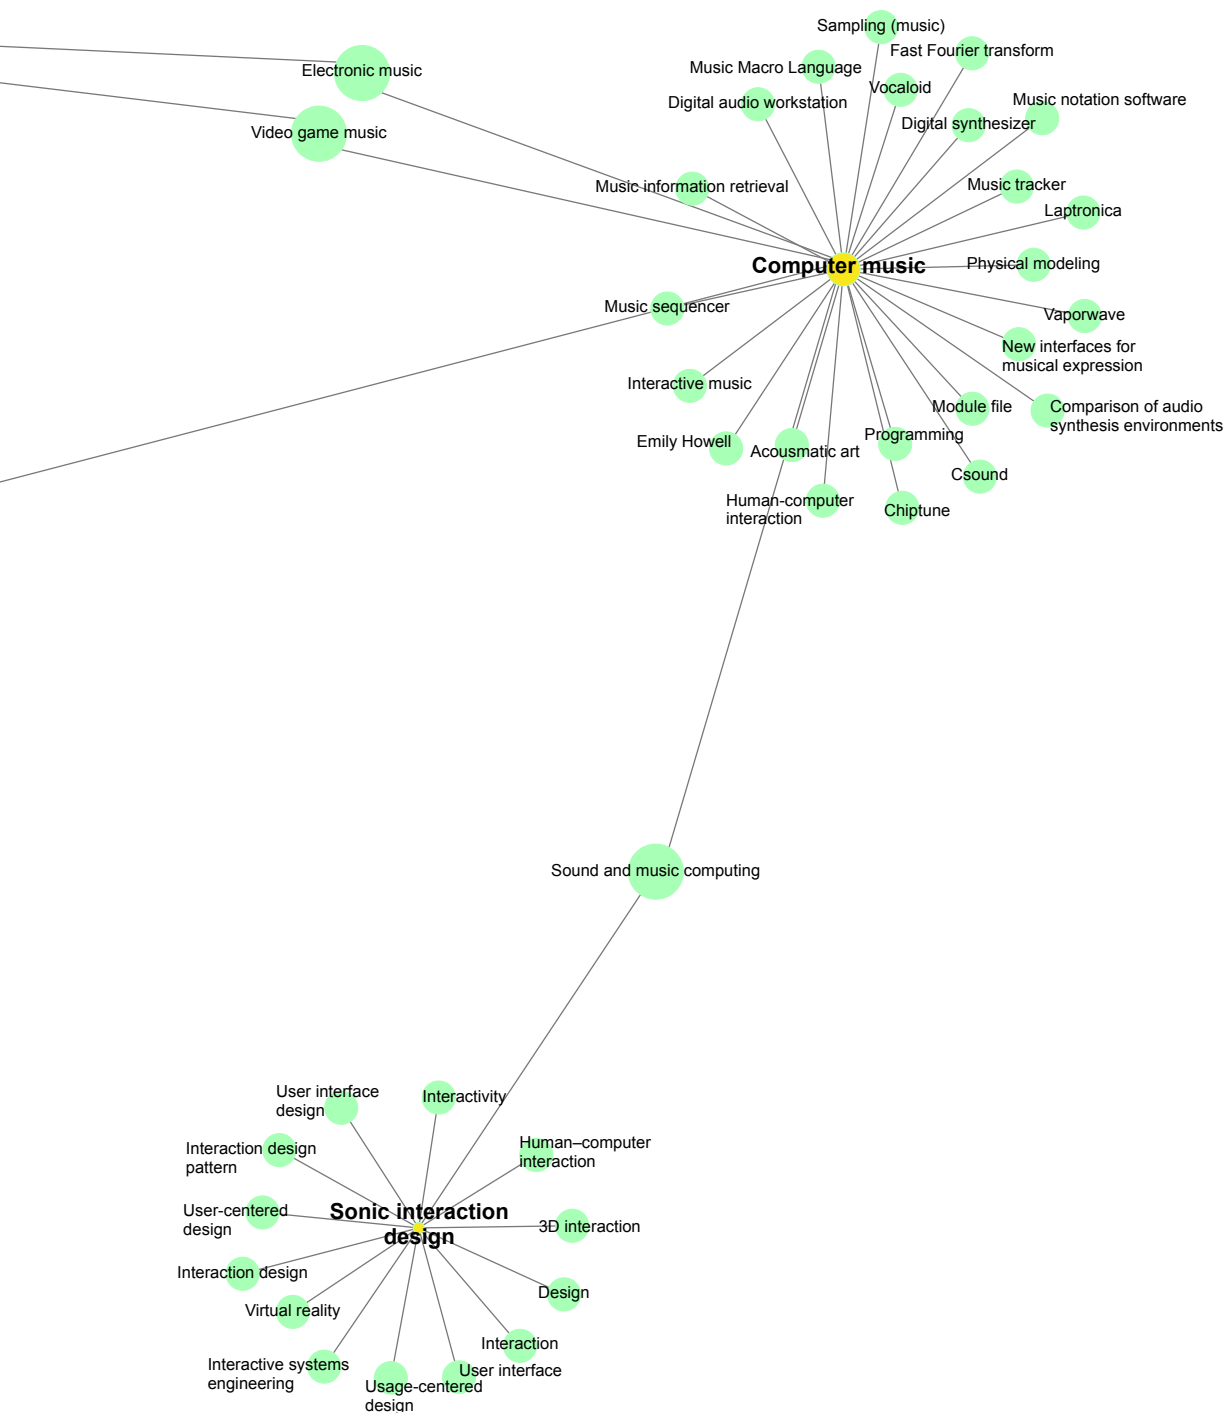 Sampling (music)
Fast Fourier transform
Electronic music
Music Macro Language
Vocaloid
Digital audio workstation
Music notation software
Digital synthesizer
Video game music
Music information retrieval
Music tracker
Laptronica
Computer music
Physical modeling
Music sequencer
Vaporwave
New interfaces for
musical expression
Interactive music
Module file
Comparison of audio
synthesis environments
Programming
Emily Howell
Acousmatic art
Csound
Human-computer
interaction
Chiptune
Sound and music computing
User interface
design
Interactivity
Interaction design
pattern
Human–computer
interaction
User-centered
design
Sonic interaction
design
3D interaction
Interaction design
Design
Virtual reality
Interaction
Interactive systems
engineering
User interface
Usage-centered
design